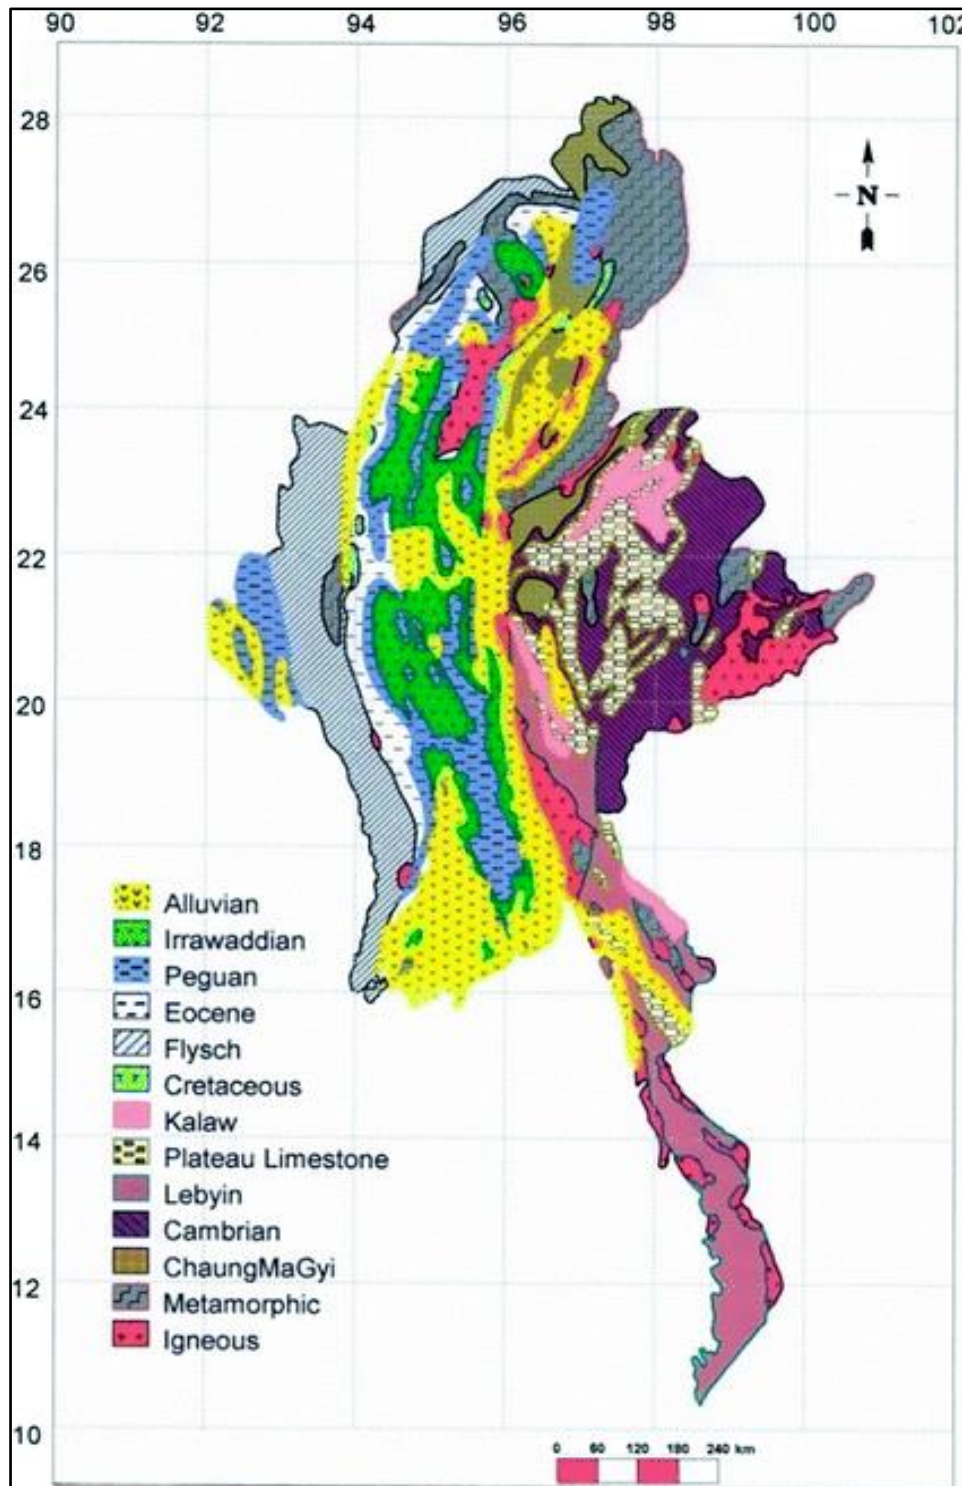 90 92 94 96 98 100 102
28
N
26
24
22
20
18
Alluvian
Irrawaddian
Peguan
16
Eocene
Flysch
Cretaceous
Kalaw
14
Plateau Limestone
Lebyin
Cambrian
ChaungMaGyi
12
Metamorphic
Igneous
10
0 60 120 180 240 km